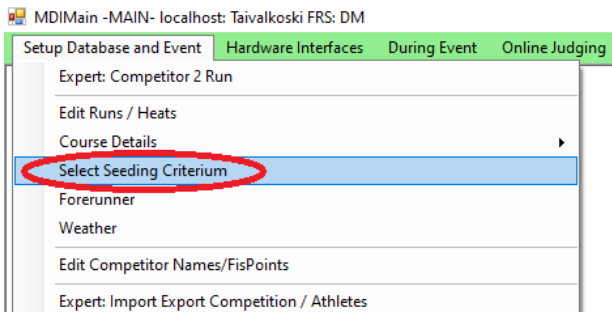 MDIMain -MAIN- localhost: Taivalkoski FRS: DM
Setup Database and Event Hardware Interfaces During Event Online Judging
Expert: Competitor 2 Run
Edit Runs / Heats
Course Details
Select Seeding Criterium
Forerunner
Weather
Edit Competitor Names/FisPoints
Expert: Import Export Competition / Athletes